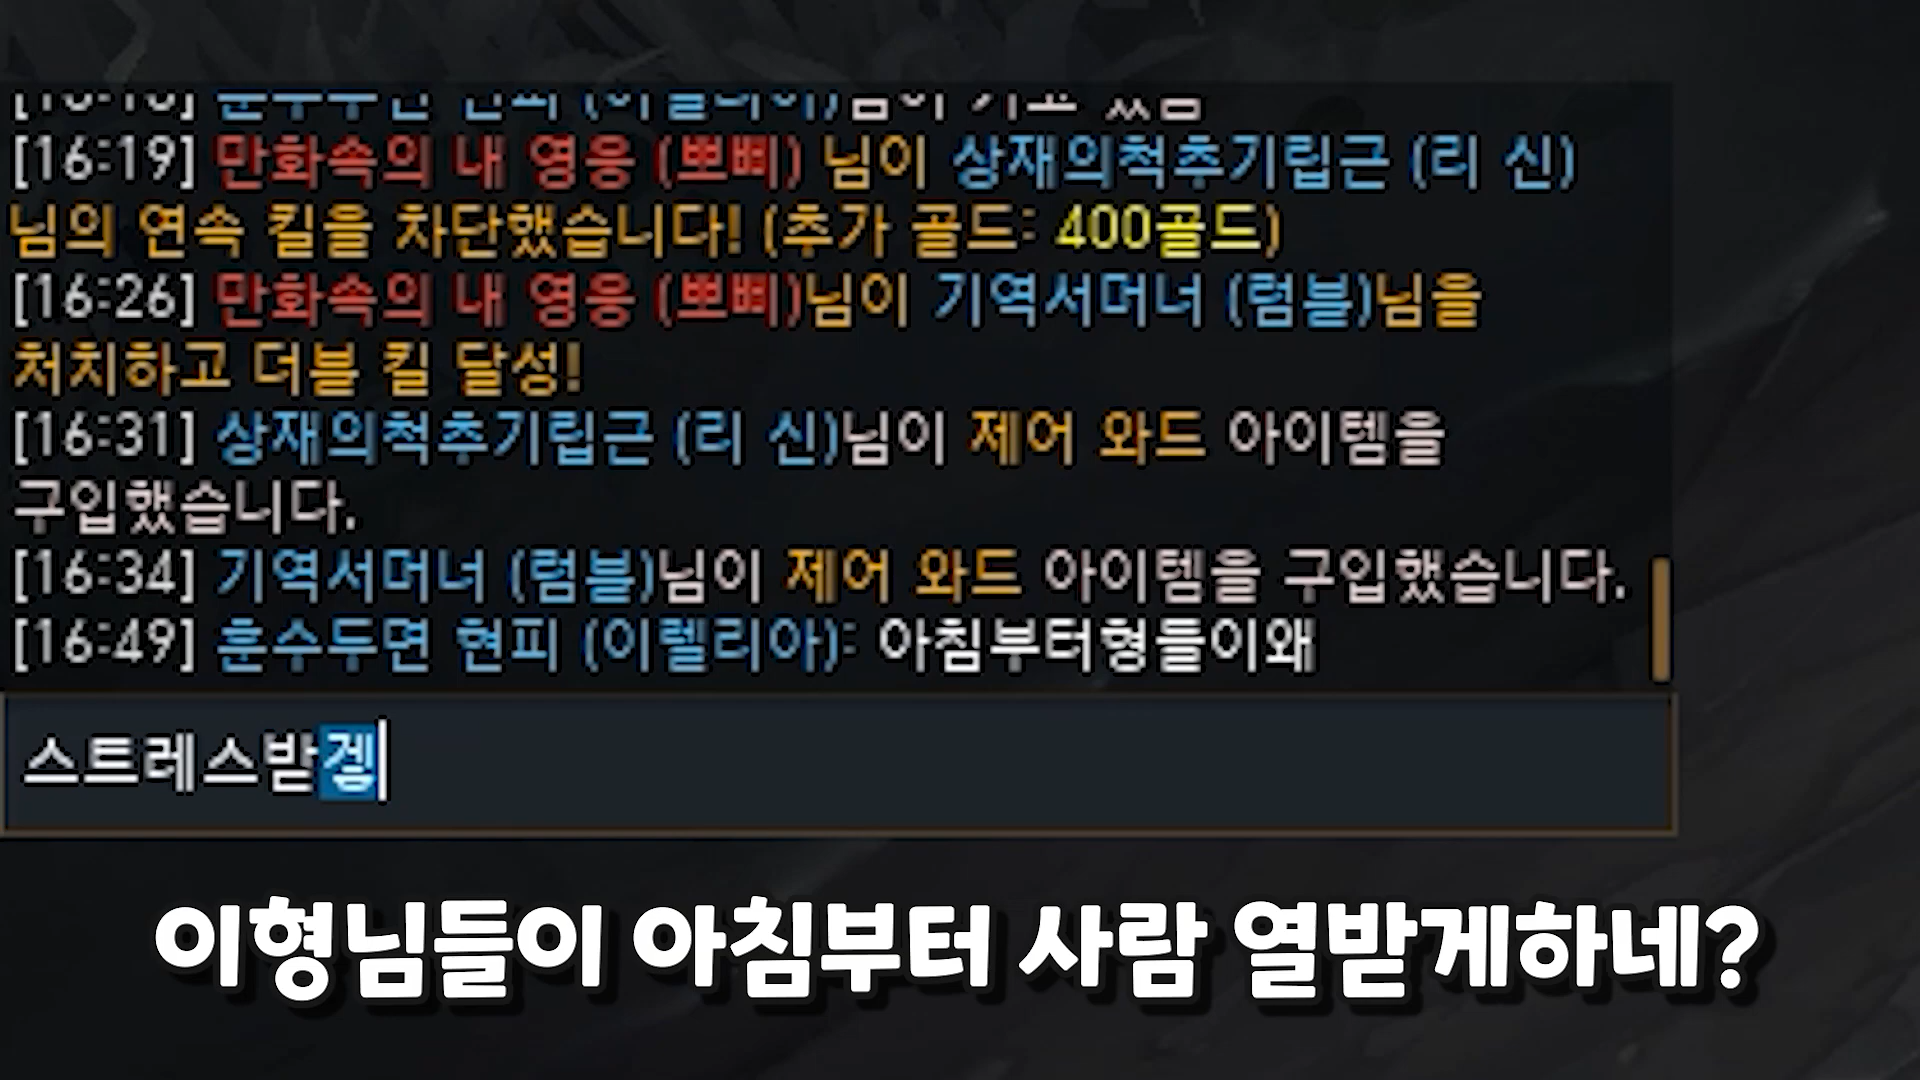 [16:19] 만화속의 내 영웅 (뽀삐) 님이 상재의척추기립근 (리 신)
님의 연속 킬을 차단했습니다! (추가 골드: 400골드)
[16:26] 만화속의 내 영웅 (뽀삐)님이 기역서머너 (럼블)님을
처치하고 더블 킬 달성!
[16:31] 상재의척추기립근 (리 신)님이 제어 와드 아이템을
구입했습니다.
[16:34] 기역서머너 (럼블)님이 제어 와드 아이템을 구입했습니다.
[16:49] 훈수두면 현피 (이렐리아): 아침부터형들이왜
스트레스받겧
이형님들이 아침부터 사람 열받게하네?